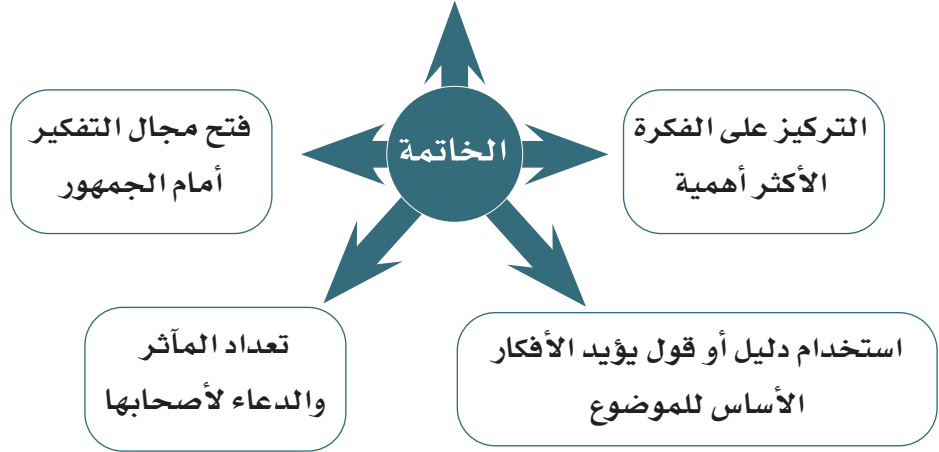 الخاتمة
التركيز على الفكرة
الأكثر أهمية
فتح مجال التفكير
أمام الجمهور
استخدام دليل أو قول يؤيد الأفكار
الأساس للموضوع
تعداد المآثر
والدعاء لأصحابها